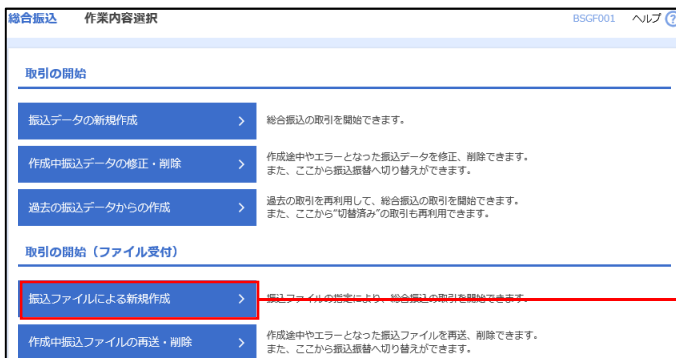 総合振込 作業内容選択 BSGF001 ヘルプ ?
取引の開始
振込データの新規作成 > 総合振込の取引を開始できます。
作成中振込データの修正・削除 > 作成途中やエラーとなった振込データを修正、削除できます。
また、ここから振込振替へ切り替えができます。
過去の振込データからの作成 > 過去の取引を再利用して、総合振込の取引を開始できます。
また、ここから"切替済み"の取引も再利用できます。
取引の開始（ファイル受付）
振込ファイルによる新規作成 > 振込ファイルの指定により、総合振込の取引を開始できます。
作成中振込ファイルの再送・削除 > 作成途中やエラーとなった振込ファイルを再送、削除できます。
また、ここから振込振替へ切り替えができます。